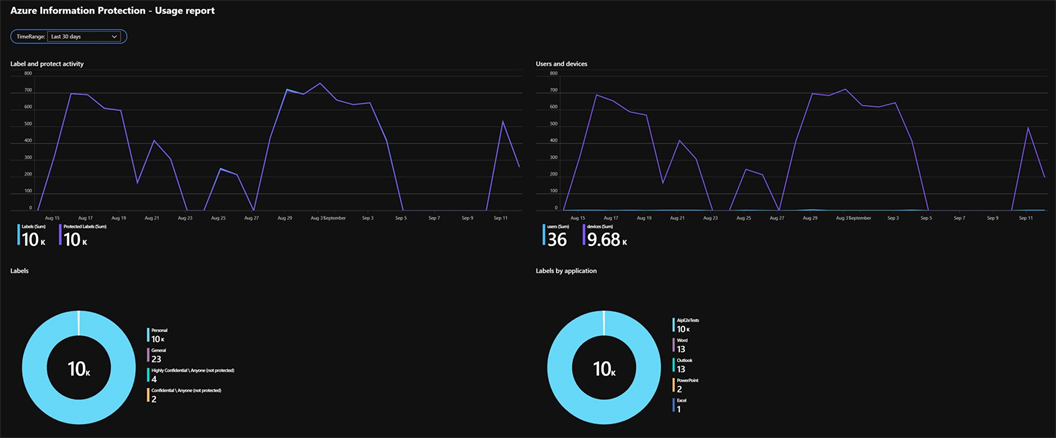 Azure Information Protection - Usage report
TimeRange: Last 30 days
Label and protect activity
800
700
600
500
400
300
200
100
0
Aug 15 Aug 17 Aug 19 Aug 21 Aug 23 Aug 25 Aug 27 Aug 29 Aug 31 September Sep 3 Sep 5 Sep 7 Sep 9 Sep 11
Labels (Sum) Protected Labels (Sum)
10 K 10 K
Users and devices
800
700
600
500
400
300
200
100
0
Aug 15 Aug 17 Aug 19 Aug 21 Aug 23 Aug 25 Aug 27 Aug 29 Aug 31 September Sep 3 Sep 5 Sep 7 Sep 9 Sep 11
users (Sum) devices (Sum)
36 9.68 K
Labels
10 K
Personal
10 K
General
23
Highly Confidential \ Anyone (not protected)
4
Confidential \ Anyone (not protected)
2
Labels by application
10 K
AipE2eTests
10 K
Word
13
Outlook
13
PowerPoint
2
Excel
1